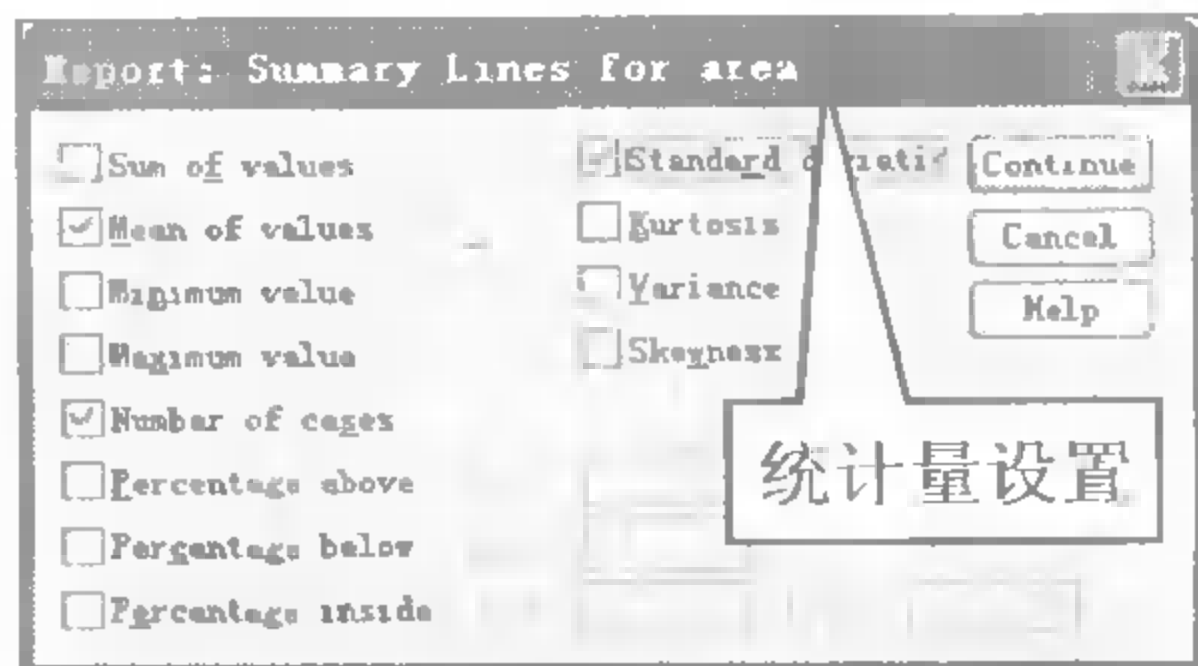 Report: Summary Lines for area
Sum of values
Mean of values
Minimum value
Maximum value
Number of cases
Percentage above
Percentage below
Percentage inside
Standard
Kurtosis
Variance
Skewness
Continue
Cancel
Help
统计量设置